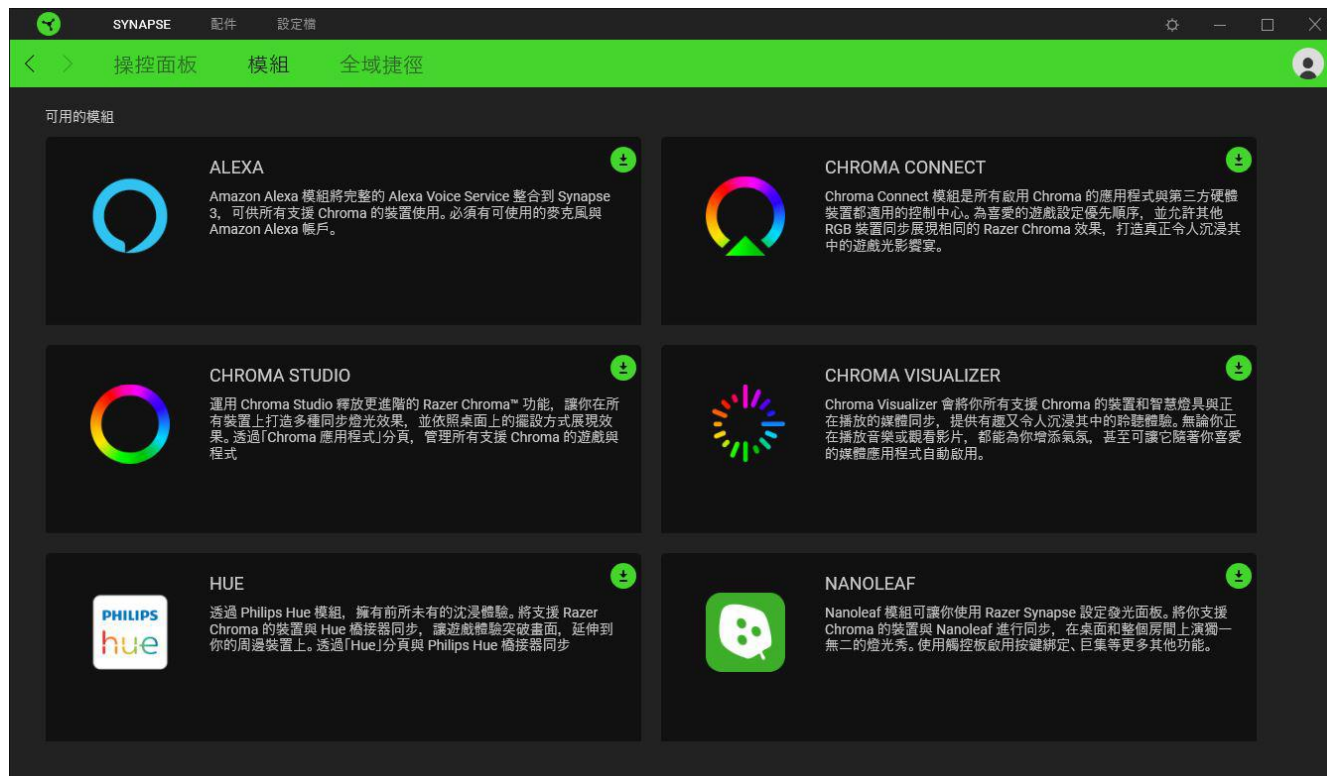 SYNAPSE 配件 設定檔
操控面板 模組 全域捷徑
可用的模組
ALEXA
Amazon Alexa 模組將完整的 Alexa Voice Service 整合到 Synapse
3，可供所有支援 Chroma 的裝置使用。必須有可使用的麥克風與
Amazon Alexa 帳戶。
CHROMA CONNECT
Chroma Connect 模組是所有啟用 Chroma 的應用程式與第三方硬體
裝置都適用的控制中心。為喜愛的遊戲設定優先順序，並允許其他
RGB 裝置同步展現相同的 Razer Chroma 效果，打造真正令人沉浸其
中的遊戲光影饗宴。
CHROMA STUDIO
運用 Chroma Studio 釋放更進階的 Razer Chroma™ 功能，讓你在所
有裝置上打造多種同步燈光效果，並依照桌面上的擺設方式展現效
果。透過「Chroma 應用程式」分頁，管理所有支援 Chroma 的遊戲與
程式
CHROMA VISUALIZER
Chroma Visualizer 會將你所有支援 Chroma 的裝置和智慧燈具與正
在播放的媒體同步，提供有趣又令人沉浸其中的聆聽體驗。無論你正
在播放音樂或觀看影片，都能為你增添氣氛，甚至可讓它隨著你喜愛
的媒體應用程式自動啟用。
PHILIPS
hue
HUE
透過 Philips Hue 模組，擁有前所未有的沈浸體驗。將支援 Razer
Chroma 的裝置與 Hue 橋接器同步，讓遊戲體驗突破畫面，延伸到
你的周邊裝置上。透過「Hue」分頁與 Philips Hue 橋接器同步
NANOLEAF
Nanoleaf 模組可讓你使用 Razer Synapse 設定發光面板。將你支援
Chroma 的裝置與 Nanoleaf 進行同步，在桌面和整個房間上演獨一
無二的燈光秀。使用觸控板啟用按鍵綁定、巨集等更多其他功能。